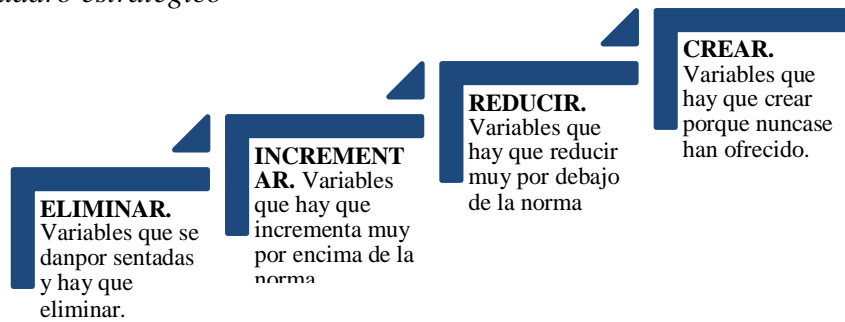 estratégico
ELIMINAR.
Variables que se
danpor sentadas
y hay que
eliminar.
INCREMENT
AR. Variables
que hay que
incrementa muy
por encima de la
norma
REDUCIR.
Variables que
hay que reducir
muy por debajo
de la norma
CREAR.
Variables que
hay que crear
porque nuncase
han ofrecido.